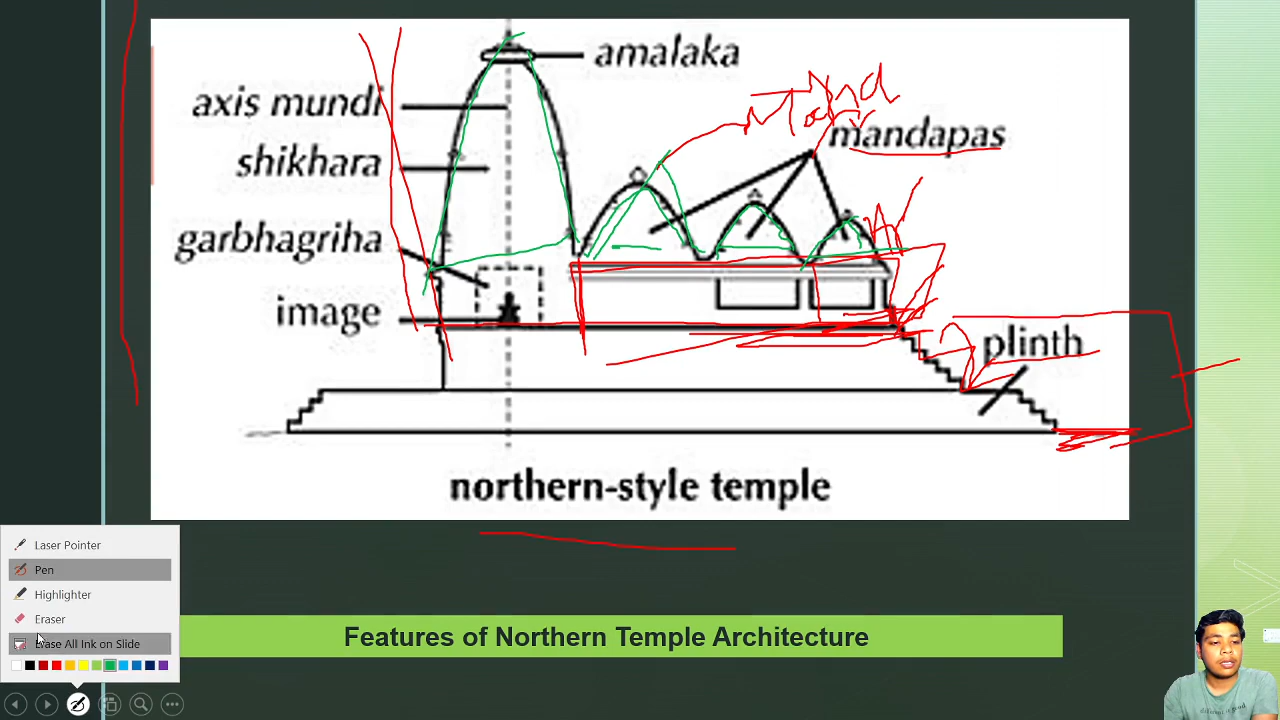 amalaka
axis mundi
mandapas
shikhara
garbhagriha
image
plinth
northern-style temple
Laser Pointer
Pen
Highlighter
Eraser
Erase All Ink on Slide
Features of Northern Temple Architecture